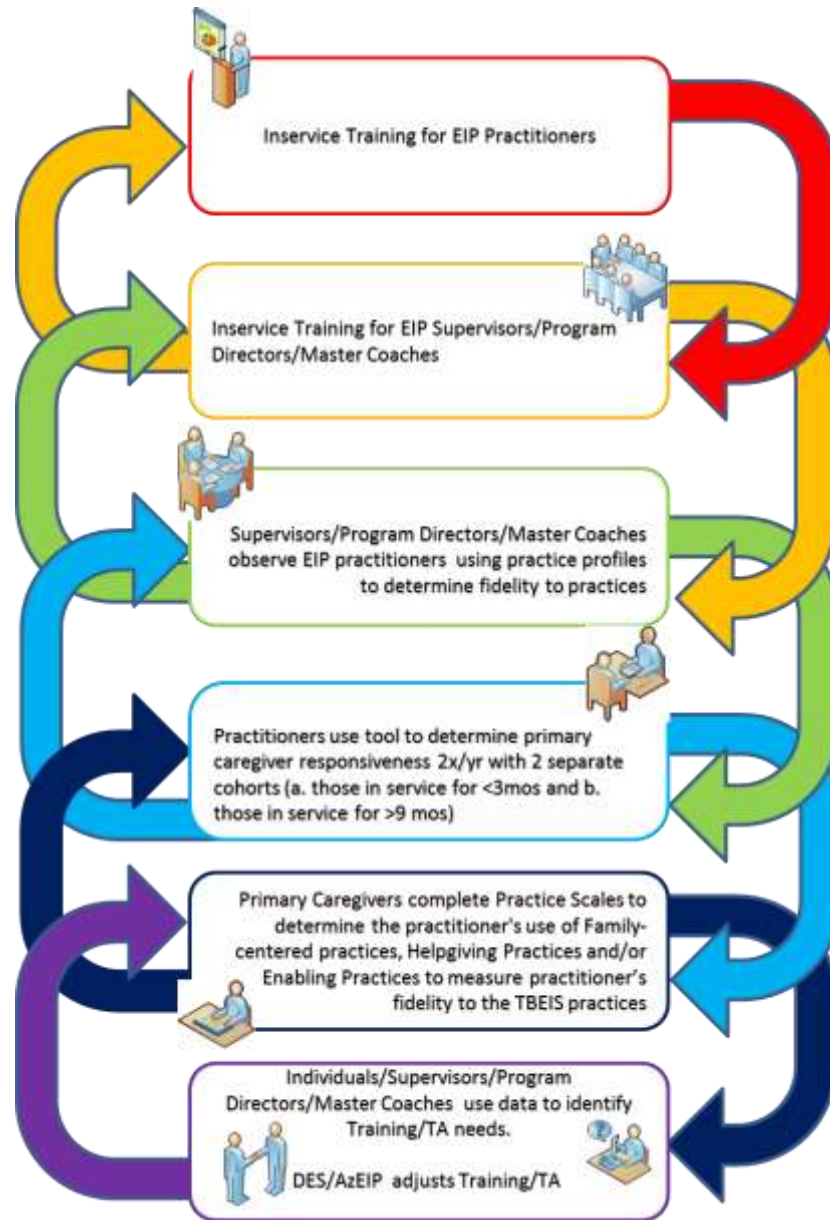 Inservice Training for EIP Practitioners
Inservice Training for EIP Supervisors/Program
Directors/Master Coaches
Supervisors/Program Directors/Master Coaches
observe EIP practitioners using practice profiles
to determine fidelity to practices
Practitioners use tool to determine primary
caregiver responsiveness 2x/yr with 2 separate
cohorts (a. those in service for <3mos and b.
those in service for >9 mos)
Primary Caregivers complete Practice Scales to
determine the practitioner's use of Family-
centered practices, Helpgiving Practices and/or
Enabling Practices to measure practitioner's
fidelity to the TBEIS practices
Individuals/Supervisors/Program
Directors/Master Coaches use data to identify
Training/TA needs.
DES/AzEIP adjusts Training/TA